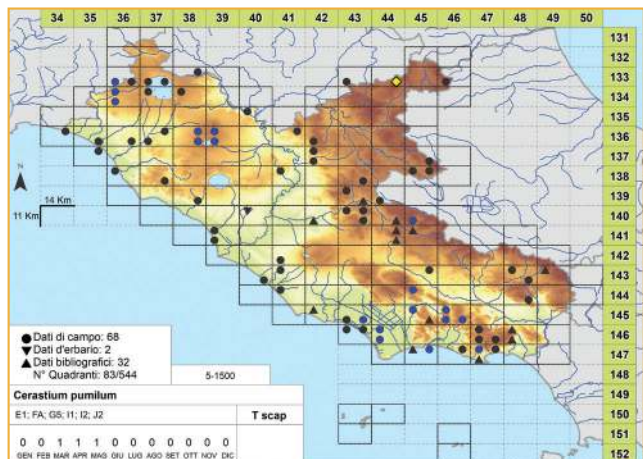 34 35 36 37 38 39 40 41 42 43 44 45 46 47 48 49 50
131
132
133
134
135
136
137
138
139
140
141
142
143
144
145
146
147
148
149
150
151
152
N
14 Km
11 Km
Dati di campo: 68
Dati d'erbario: 2
Dati bibliografici: 32
N° Quadranti: 83/544
5-1500
Cerastium pumilum
E1; FA; G5; I1; I2; J2
T scap
0 0 1 1 1 0 0 0 0 0 0 0
GEN FEB MAR APR MAG GIU LUG AGO SET OTT NOV DIC